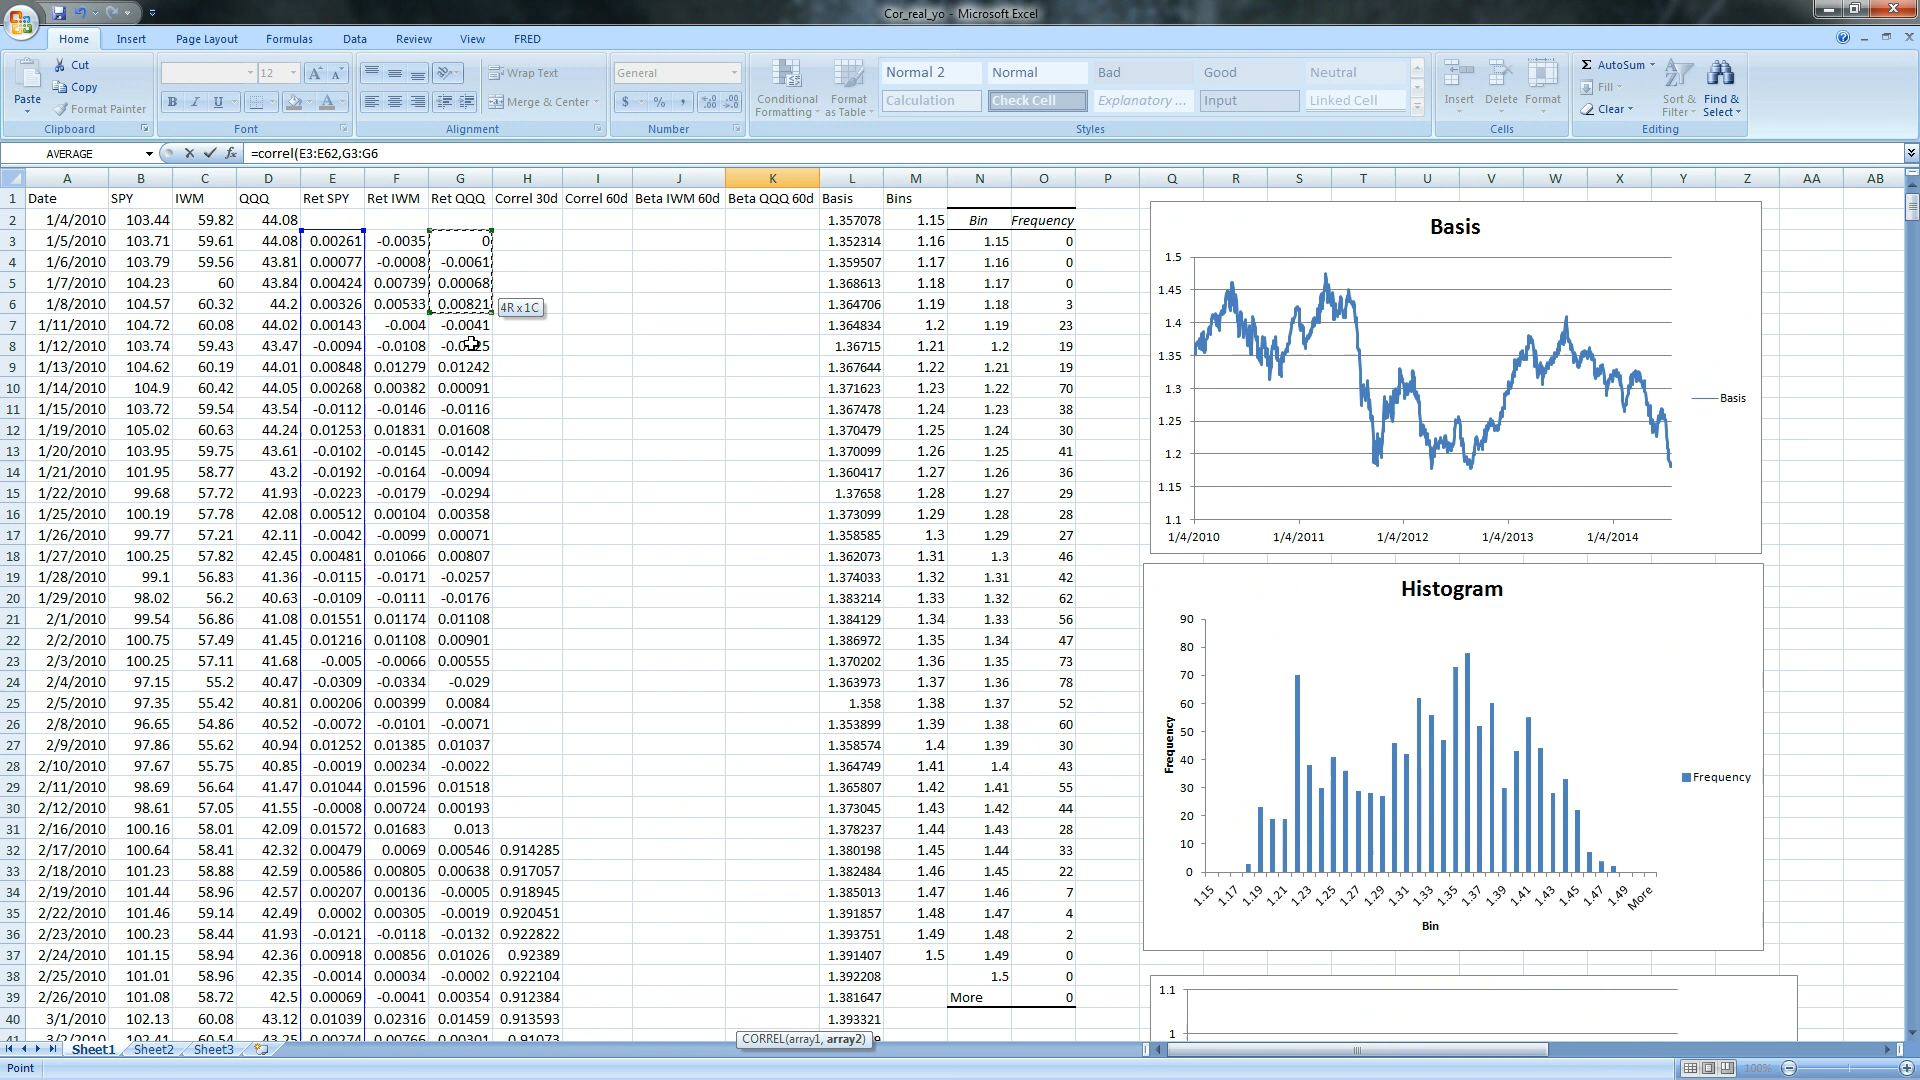 Cor_real_yo - Microsoft Excel
Home Insert Page Layout Formulas Data Review View FRED
Cut
Copy
Format Painter
Paste
Clipboard
12
Font
Wrap Text
Merge & Center
Alignment
General
Number
Conditional Formatting
Format as Table
Normal 2 Normal Bad Good Neutral
Calculation Check Cell Explanatory ... Input Linked Cell
Styles
Insert Delete Format
Cells
AutoSum
Fill
Clear
Sort & Filter
Find & Select
Editing
AVERAGE =correl(E3:E62,G3:G6
A B C D E F G H I J K L M N O P Q R S T U V W X Y Z AA AB
1 Date SPY IWM QQQ Ret SPY Ret IWM Ret QQQ Correl 30d Correl 60d Beta IWM 60d Beta QQQ 60d Basis Bins
2 1/4/2010 103.44 59.82 44.08 1.357078 1.15 Bin Frequency
3 1/5/2010 103.71 59.61 44.08 0.00261 -0.0035 0 1.352314 1.16 1.15 0
4 1/6/2010 103.79 59.56 43.81 0.00077 -0.0008 -0.0061 1.359507 1.17 1.16 0
5 1/7/2010 104.23 60 43.84 0.00424 0.00739 0.00068 1.368613 1.18 1.17 0
6 1/8/2010 104.57 60.32 44.2 0.00326 0.00533 0.00821 4R x 1C 1.364706 1.19 1.18 3
7 1/11/2010 104.72 60.08 44.02 0.00143 -0.004 -0.0041 1.364834 1.2 1.19 23
8 1/12/2010 103.74 59.43 43.47 -0.0094 -0.0108 1.36715 1.21 1.2 19
9 1/13/2010 104.62 60.19 44.01 0.00848 0.01279 0.01242 1.367644 1.22 1.21 19
10 1/14/2010 104.9 60.42 44.05 0.00268 0.00382 0.00091 1.371623 1.23 1.22 70
11 1/15/2010 103.72 59.54 43.54 -0.0112 -0.0146 -0.0116 1.367478 1.24 1.23 38
12 1/19/2010 105.02 60.63 44.24 0.01253 0.01831 0.01608 1.370479 1.25 1.24 30
13 1/20/2010 103.95 59.75 43.61 -0.0102 -0.0145 -0.0142 1.370099 1.26 1.25 41
14 1/21/2010 101.95 58.77 43.2 -0.0192 -0.0164 -0.0094 1.360417 1.27 1.26 36
15 1/22/2010 99.68 57.72 41.93 -0.0223 -0.0179 -0.0294 1.37658 1.28 1.27 29
16 1/25/2010 100.19 57.78 42.08 0.00512 0.00104 0.00358 1.373099 1.29 1.28 28
17 1/26/2010 99.77 57.21 42.11 -0.0042 -0.0099 0.00071 1.358585 1.3 1.29 27
18 1/27/2010 100.25 57.82 42.45 0.00481 0.01066 0.00807 1.362073 1.31 1.3 46
19 1/28/2010 99.1 56.83 41.36 -0.0115 -0.0171 -0.0257 1.374033 1.32 1.31 42
20 1/29/2010 98.02 56.2 40.63 -0.0109 -0.0111 -0.0176 1.383214 1.33 1.32 62
21 2/1/2010 99.54 56.86 41.08 0.01551 0.01174 0.01108 1.384129 1.34 1.33 56
22 2/2/2010 100.75 57.49 41.45 0.01216 0.01108 0.00901 1.386972 1.35 1.34 47
23 2/3/2010 100.25 57.11 41.68 -0.005 -0.0066 0.00555 1.370202 1.36 1.35 73
24 2/4/2010 97.15 55.2 40.47 -0.0309 -0.0334 -0.029 1.363973 1.37 1.36 78
25 2/5/2010 97.35 55.42 40.81 0.00206 0.00399 0.0084 1.358 1.38 1.37 52
26 2/8/2010 96.65 54.86 40.52 -0.0072 -0.0101 -0.0071 1.353899 1.39 1.38 60
27 2/9/2010 97.86 55.62 40.94 0.01252 0.01385 0.01037 1.358574 1.4 1.39 30
28 2/10/2010 97.67 55.75 40.85 -0.0019 0.00234 -0.0022 1.364749 1.41 1.4 43
29 2/11/2010 98.69 56.64 41.47 0.01044 0.01596 0.01518 1.365807 1.42 1.41 55
30 2/12/2010 98.61 57.05 41.55 -0.0008 0.00724 0.00193 1.373045 1.43 1.42 44
31 2/16/2010 100.16 58.01 42.09 0.01572 0.01683 0.013 1.378237 1.44 1.43 28
32 2/17/2010 100.64 58.41 42.32 0.00479 0.0069 0.00546 0.914285 1.380198 1.45 1.44 33
33 2/18/2010 101.23 58.88 42.59 0.00586 0.00805 0.00638 0.917057 1.382484 1.46 1.45 22
34 2/19/2010 101.44 58.96 42.57 0.00207 0.00136 -0.0005 0.918945 1.385013 1.47 1.46 7
35 2/22/2010 101.46 59.14 42.49 0.0002 0.00305 -0.0019 0.920451 1.391857 1.48 1.47 4
36 2/23/2010 100.23 58.44 41.93 -0.0121 -0.0118 -0.0132 0.922822 1.393751 1.49 1.48 2
37 2/24/2010 101.15 58.94 42.36 0.00918 0.00856 0.01026 0.92389 1.391407 1.5 1.49 0
38 2/25/2010 101.01 58.96 42.35 -0.0014 0.00034 -0.0002 0.922104 1.392208 1.5 0
39 2/26/2010 101.08 58.72 42.5 0.00069 -0.0041 0.00354 0.912384 1.381647 More 0
40 3/1/2010 102.13 60.08 43.12 0.01039 0.02316 0.01459 0.913593 1.393321
CORREL(array1, array2)
Basis
1.5
1.45
1.4
1.35
1.3
1.25
1.2
1.15
1.1
1/4/2010 1/4/2011 1/4/2012 1/4/2013 1/4/2014
Basis
Histogram
90
80
70
60
50
40
30
20
10
0
Frequency
1.15 1.17 1.19 1.21 1.23 1.25 1.27 1.29 1.31 1.33 1.35 1.37 1.39 1.41 1.43 1.45 1.47 1.49 More
Bin
Frequency
1.1
1
Sheet1 Sheet2 Sheet3
Point
100%